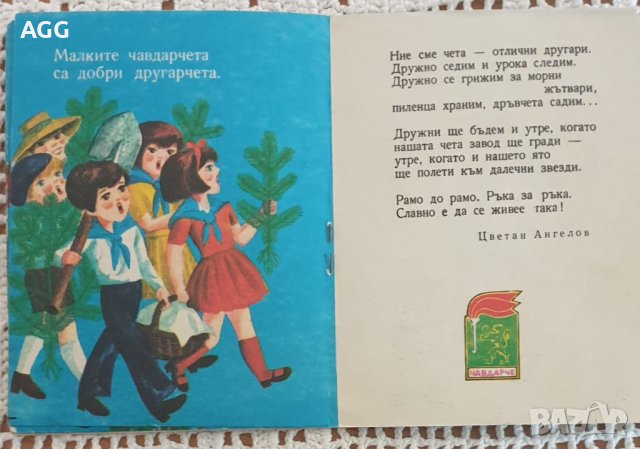 AGG
Малките чавдарчета
са добри другарчета.
Ние сме чета — отлични другари.
Дружно седим и урока следим.
Дружно се грижим за морни
жътвари,
пиленца храним, дръвчета садим...
Дружни ще бъдем и утре, когато
нашата чета завод ще гради —
утре, когато и нашето ято
ще полети към далечни звезди.
Рамо до рамо. Ръка за ръка.
Славно е да се живее така!
Цветан Ангелов
ЧАВДАРЧЕ
BAZAR